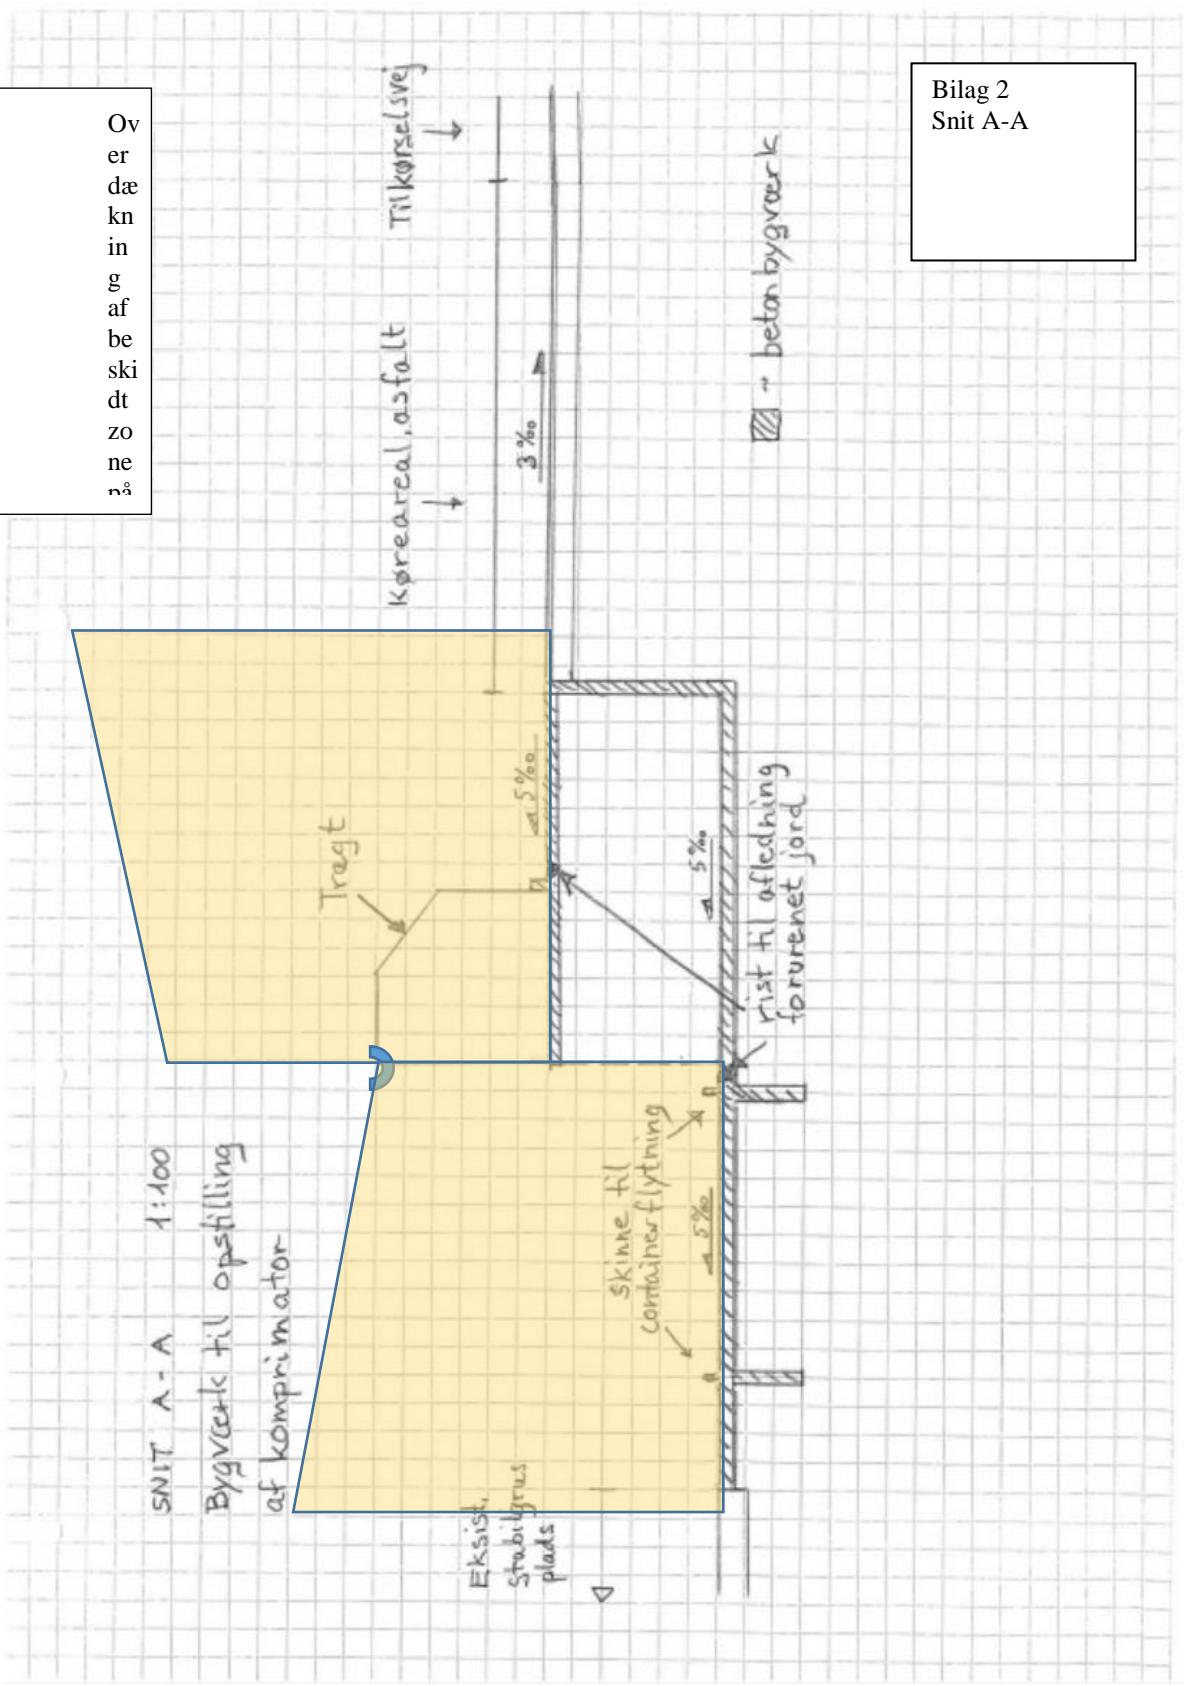 Bilag 2
Snit A-A
Ov
er
dæ
kn
in
g
af
be
ski
dt
zo
ne
på
SNIT A-A 1:100
Bygværk til opstilling
af komprimator
Tragt
Køreareal, asfalt
Tilkørselsvej
3‰
5‰
5‰
5‰
Eksist.
stabilgrus
plads
skinne til
containerflytning
rist til afledning
forurenet jord
~ betonbygværk